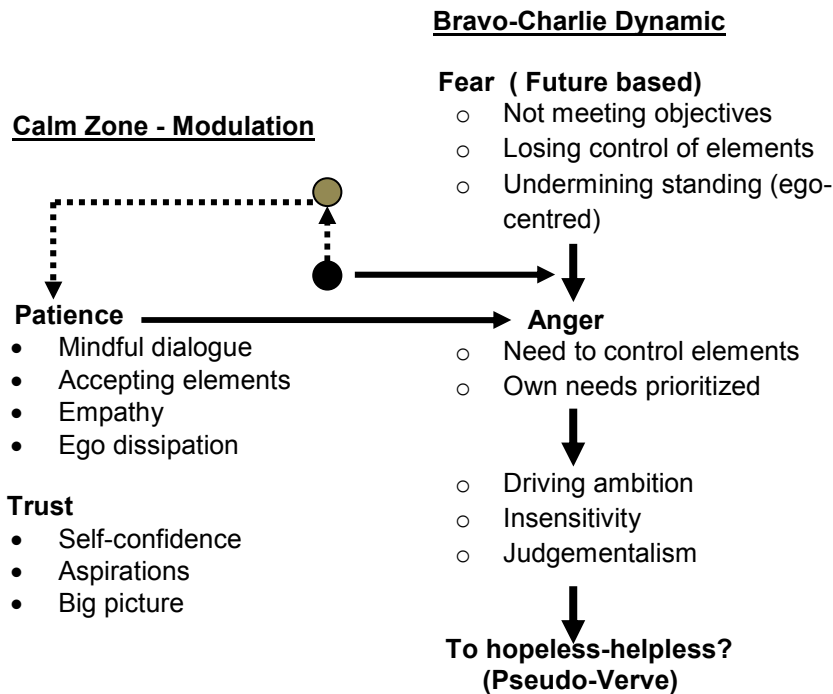 Bravo-Charlie Dynamic
Fear ( Future based)
o Not meeting objectives
o Losing control of elements
o Undermining standing (ego-
centred)
Calm Zone - Modulation
Patience
• Mindful dialogue
• Accepting elements
• Empathy
• Ego dissipation
Trust
• Self-confidence
• Aspirations
• Big picture
Anger
o Need to control elements
o Own needs prioritized
o Driving ambition
o Insensitivity
o Judgementalism
To hopeless-helpless?
(Pseudo-Verve)